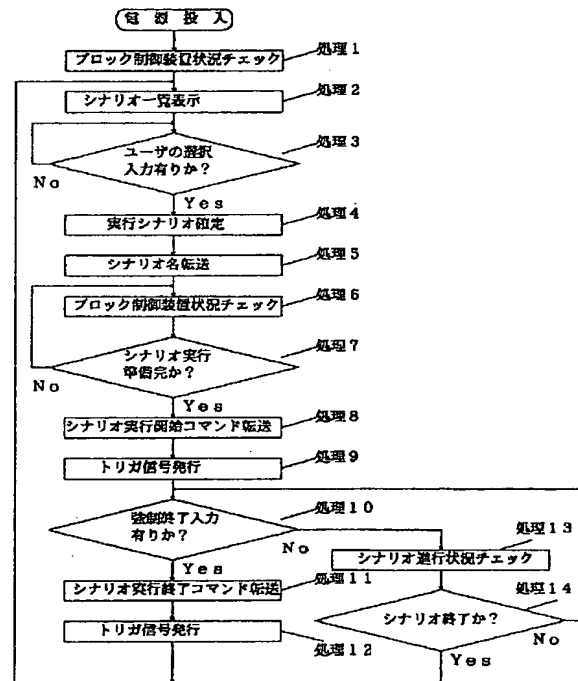 電源投入
ブロック制御装置状況チェック
処理1
シナリオ一覧表示
処理2
ユーザの選択
入力有りか?
処理3
No
Yes
実行シナリオ確定
処理4
シナリオ名転送
処理5
ブロック制御装置状況チェック
処理6
シナリオ実行
準備完か?
処理7
No
Yes
シナリオ実行開始コマンド転送
処理8
トリガ信号発行
処理9
強制終了入力
有りか?
処理10
No
Yes
シナリオ進行状況チェック
処理13
シナリオ実行終了コマンド転送
処理11
シナリオ終了か?
処理14
No
Yes
トリガ信号発行
処理12